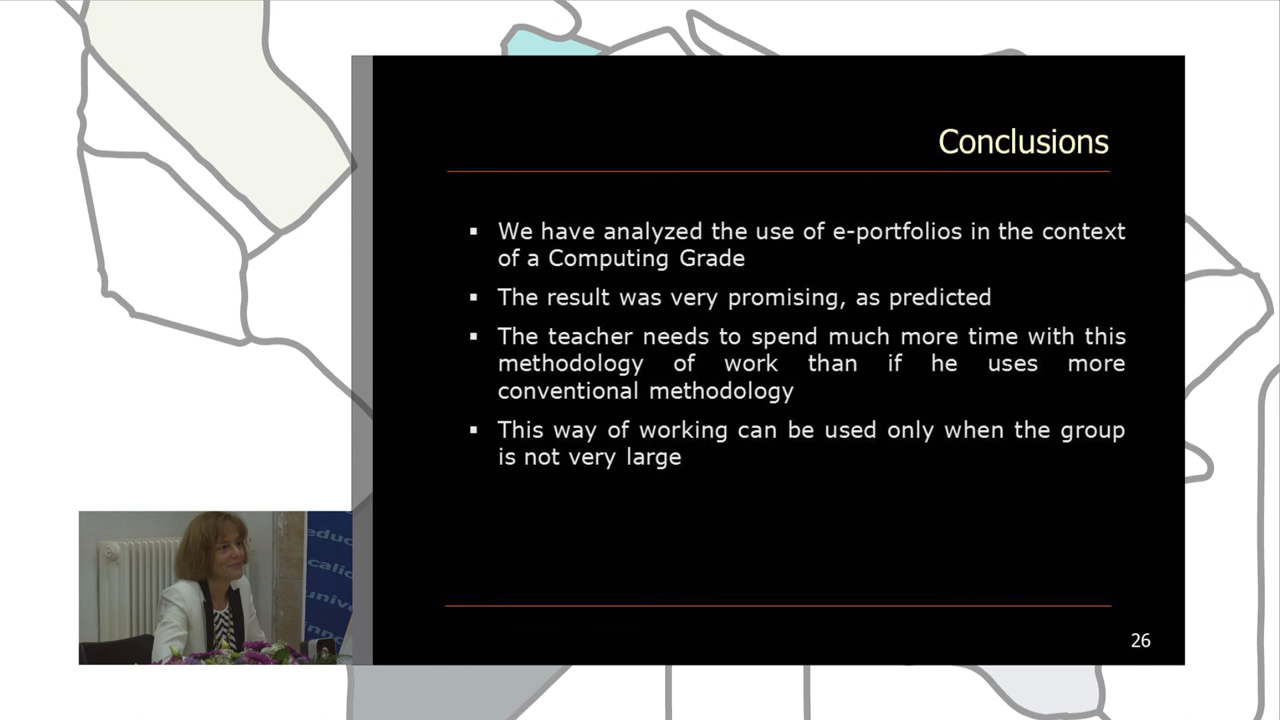 Conclusions
▪ We have analyzed the use of e-portfolios in the context
of a Computing Grade
▪ The result was very promising, as predicted
▪ The teacher needs to spend much more time with this
methodology of work than if he uses more
conventional methodology
▪ This way of working can be used only when the group
is not very large
26